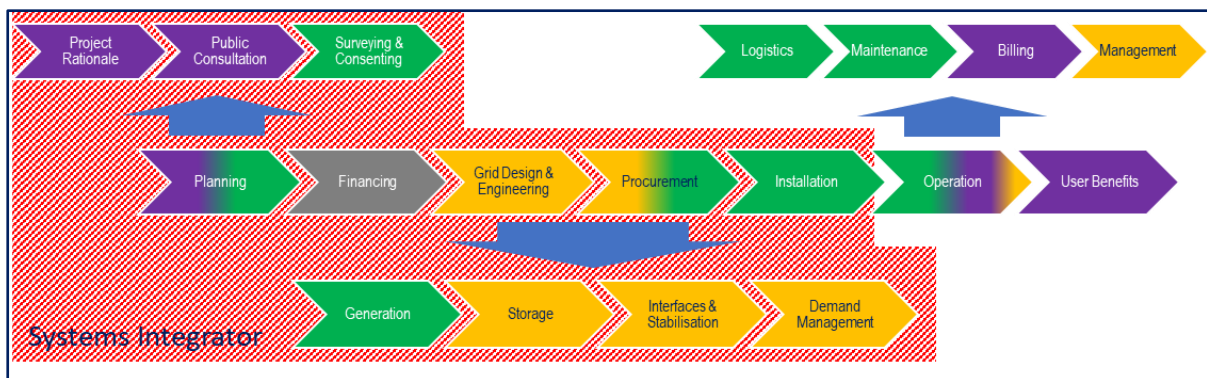 Project
Rationale
Public
Consultation
Surveying &
Consenting
Logistics
Maintenance
Billing
Management
Planning
Financing
Grid Design &
Engineering
Procurement
Installation
Operation
User Benefits
Generation
Storage
Interfaces &
Stabilisation
Demand
Management
Systems Integrator